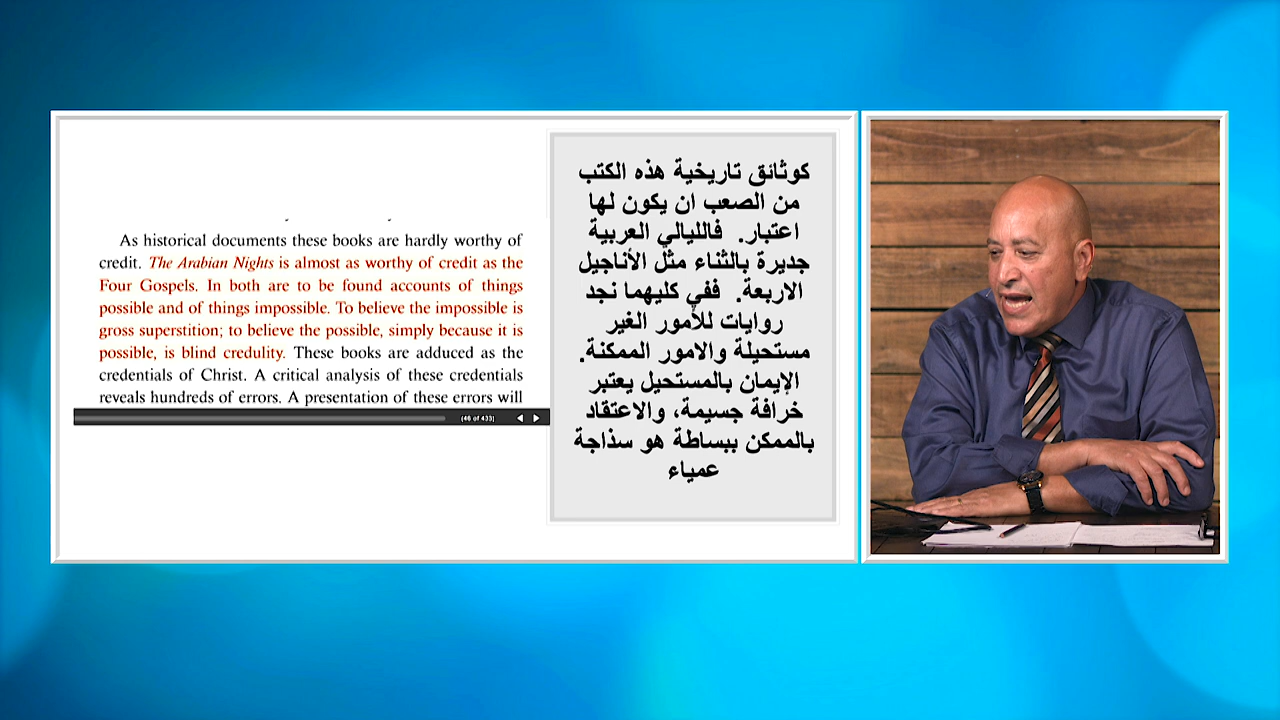 As historical documents these books are hardly worthy of
credit. The Arabian Nights is almost as worthy of credit as the
Four Gospels. In both are to be found accounts of things
possible and of things impossible. To believe the impossible is
gross superstition; to believe the possible, simply because it is
possible, is blind credulity. These books are adduced as the
credentials of Christ. A critical analysis of these credentials
reveals hundreds of errors. A presentation of these errors will
(46 of 433)
كوثائق تاريخية هذه الكتب
من الصعب ان يكون لها
اعتبار. فالليالي العربية
جديرة بالثناء مثل الأناجيل
الاربعة. ففي كليهما نجد
روايات للأمور الغير
مستحيلة والامور الممكنة.
الإيمان بالمستحيل يعتبر
خرافة جسيمة، والاعتقاد
بالممكن ببساطة هو سذاجة
عمياء